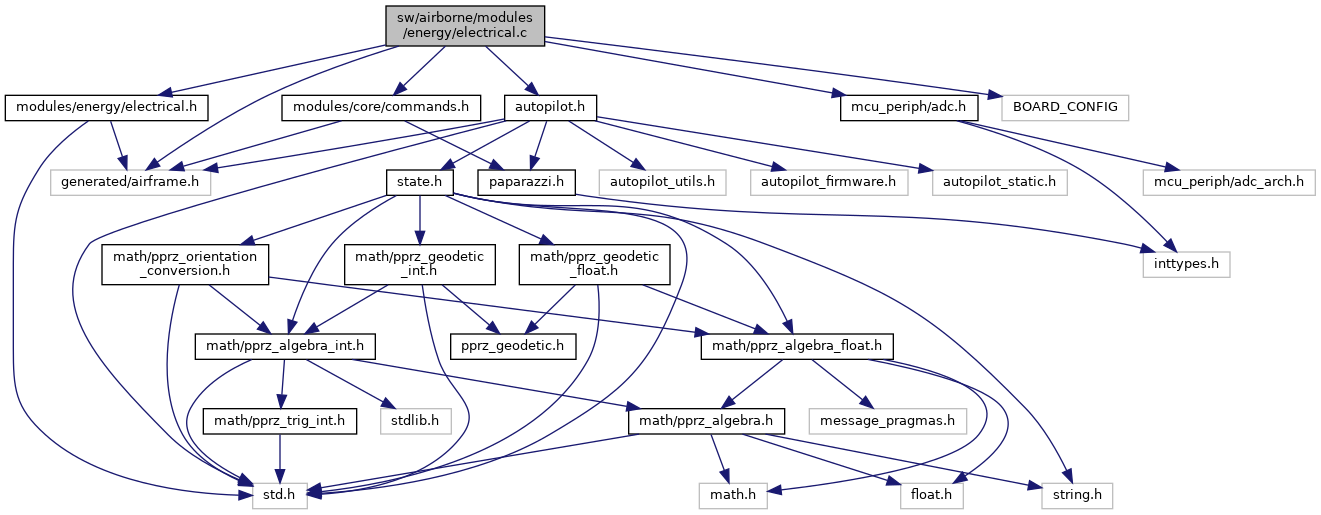 sw/airborne/modules
/energy/electrical.c
modules/energy/electrical.h
modules/core/commands.h
autopilot.h
mcu_periph/adc.h
BOARD_CONFIG
generated/airframe.h
state.h
paparazzi.h
autopilot_utils.h
autopilot_firmware.h
autopilot_static.h
mcu_periph/adc_arch.h
math/pprz_orientation
_conversion.h
math/pprz_geodetic
_int.h
math/pprz_geodetic
_float.h
inttypes.h
math/pprz_algebra_int.h
pprz_geodetic.h
math/pprz_algebra_float.h
math/pprz_trig_int.h
stdlib.h
math/pprz_algebra.h
message_pragmas.h
std.h
math.h
float.h
string.h